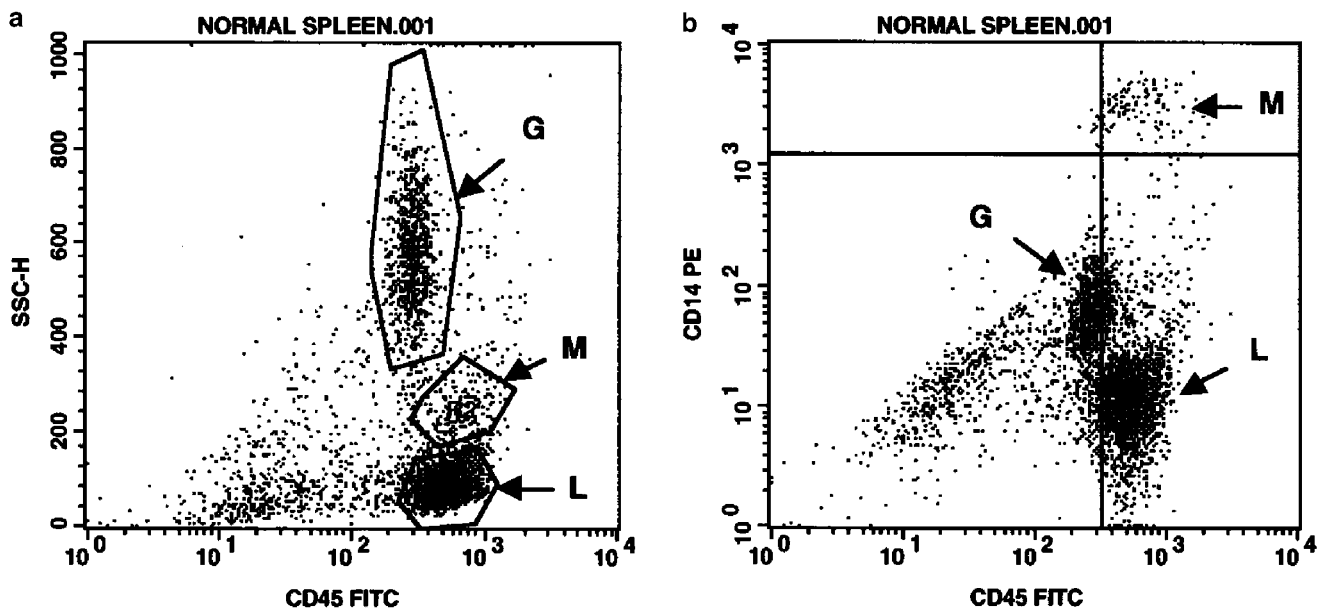 a
NORMAL SPLEEN.001
SSC-H
1000
800
600
400
200
0
G
M
R2
L
10^0 10^1 10^2 10^3 10^4
CD45 FITC
b
NORMAL SPLEEN.001
CD14 PE
10^4
10^3
10^2
10^1
10^0
M
G
L
10^0 10^1 10^2 10^3 10^4
CD45 FITC